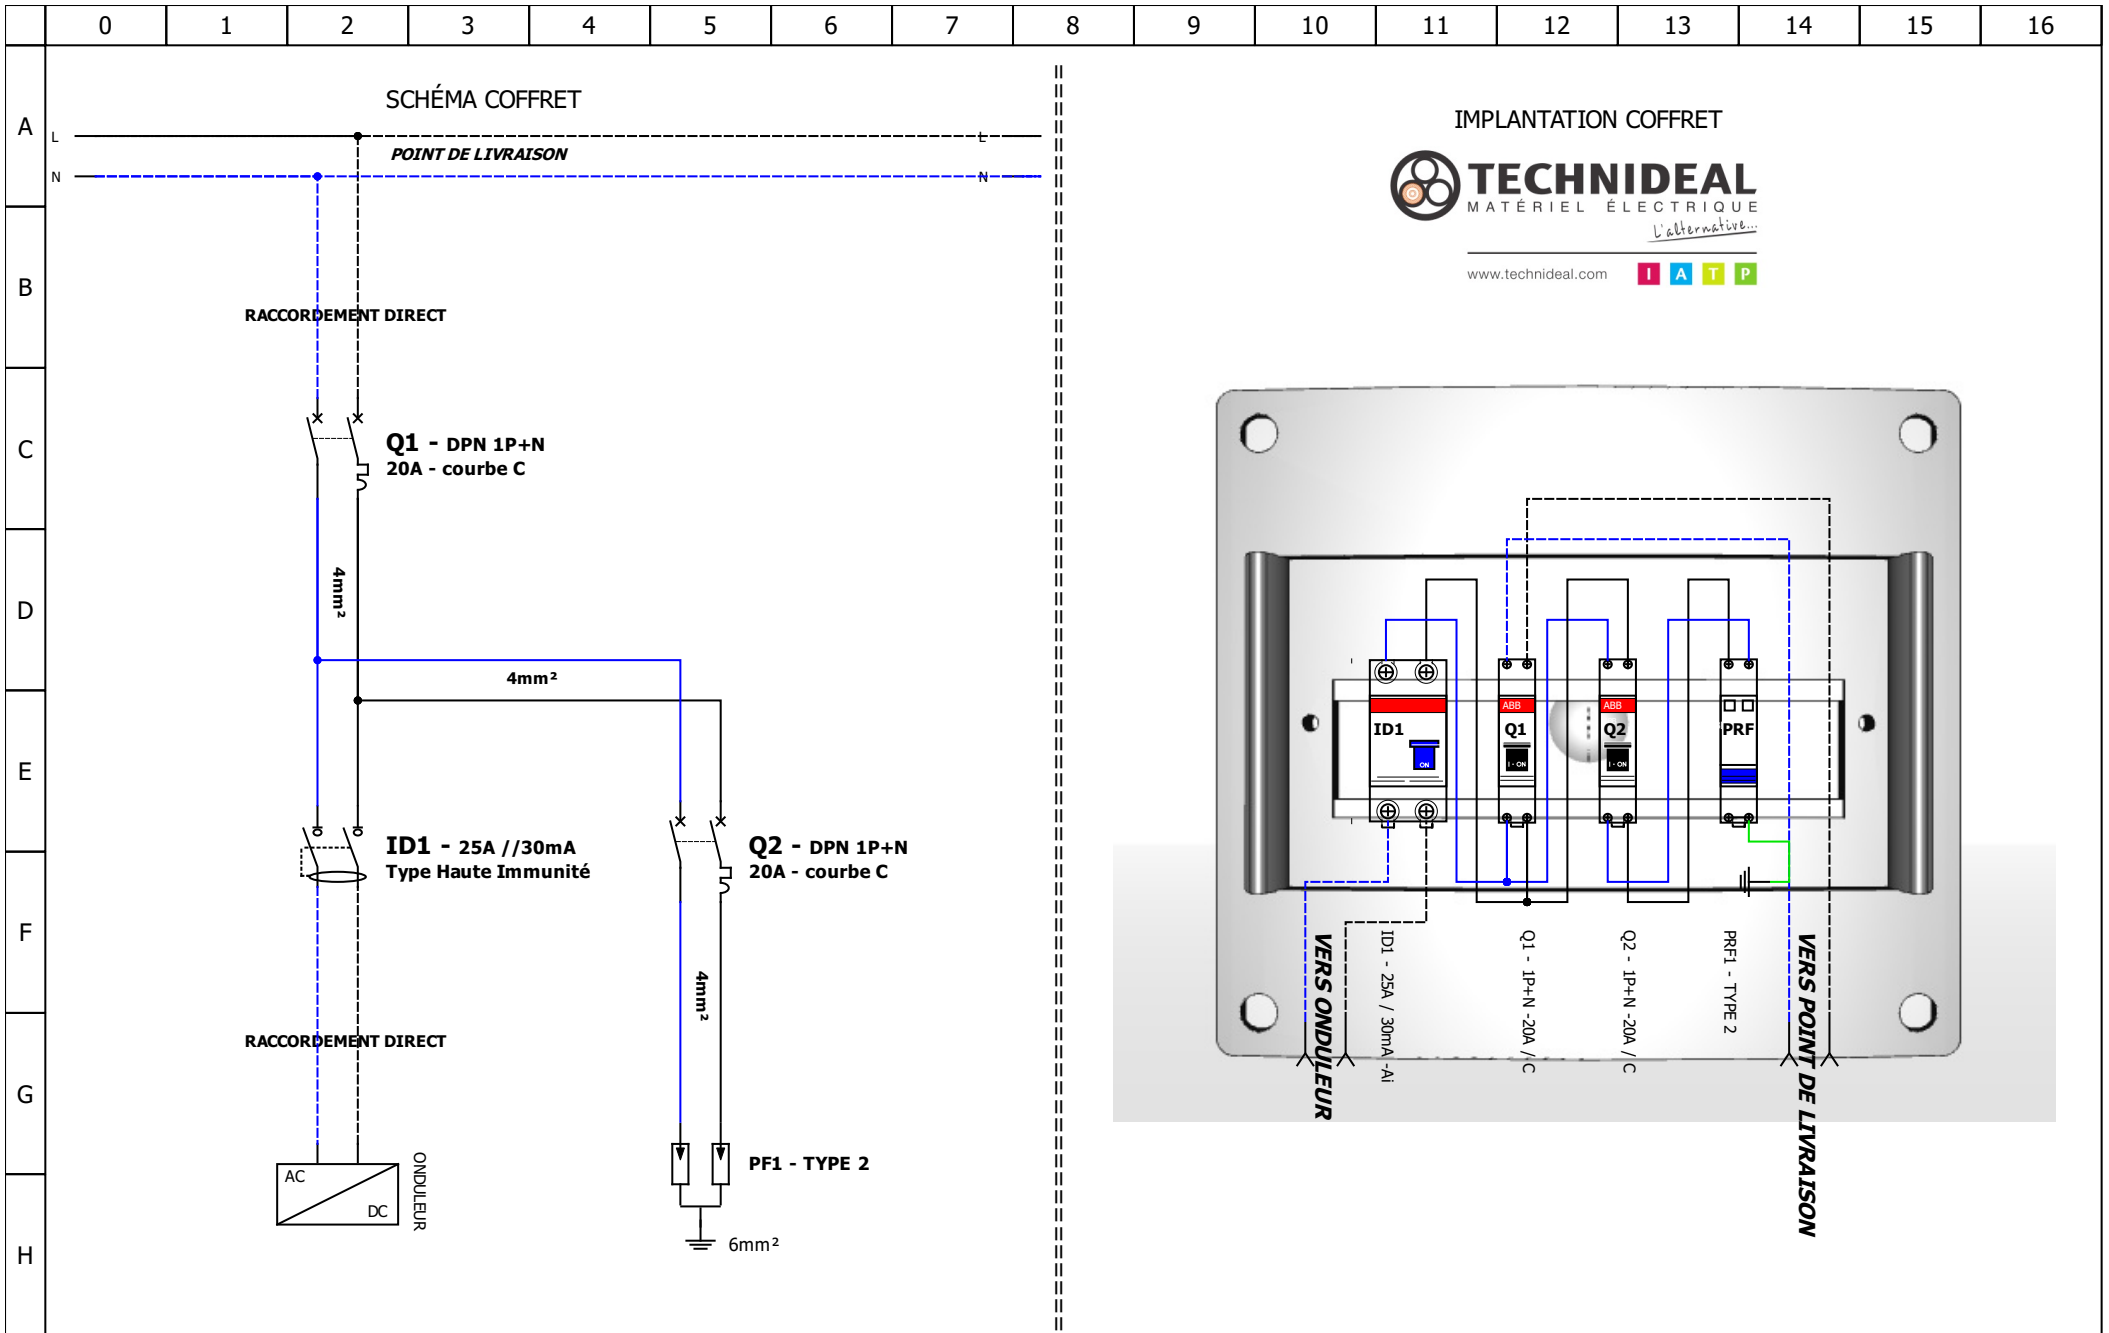 0 1 2 3 4 5 6 7 8 9 10 11 12 13 14 15 16
A
B
C
D
E
F
G
H
SCHÉMA COFFRET
L
L
POINT DE LIVRAISON
N
N
RACCORDEMENT DIRECT
Q1 - DPN 1P+N
20A - courbe C
4mm²
4mm²
ID1 - 25A //30mA
Type Haute Immunité
Q2 - DPN 1P+N
20A - courbe C
4mm²
RACCORDEMENT DIRECT
AC
DC
ONDULEUR
PF1 - TYPE 2
6mm²
IMPLANTATION COFFRET
TECHNIDEAL
MATÉRIEL ÉLECTRIQUE
L'alternative...
www.technideal.com
I A T P
ID1
ON
ABB
Q1
I - ON
ABB
Q2
I - ON
PRF
VERS ONDULEUR
ID1 - 25A / 30mA -Ai
Q1 - 1P+N -20A / C
Q2 - 1P+N -20A / C
PRF1 - TYPE 2
VERS POINT DE LIVRAISON